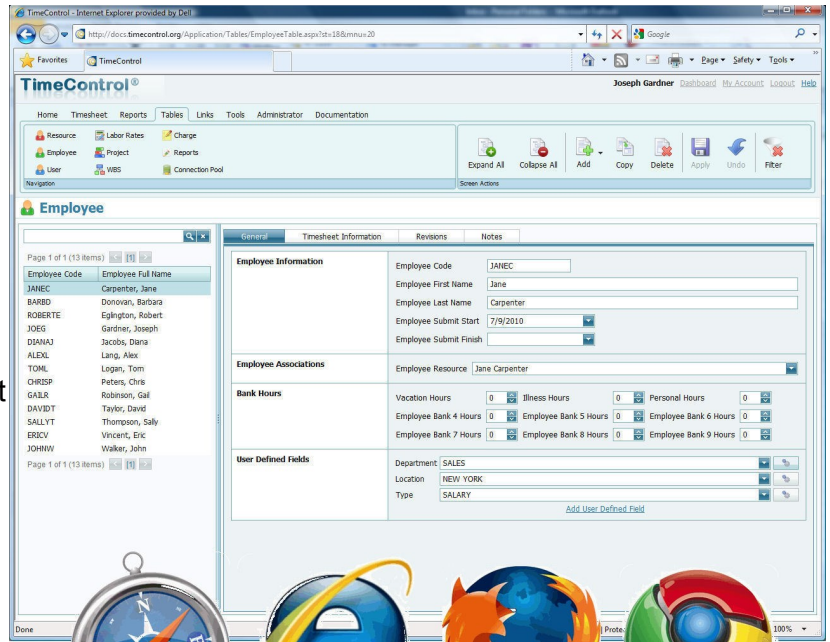 TimeControl - Internet Explorer provided by Dell
http://docs.timecontrol.org/Application/Tables/EmployeeTable.aspx?st=18&mnu=20
Google
Favorites TimeControl
Page Safety Tools
TimeControl®
Joseph Gardner Dashboard My Account Logout Help
Home Timesheet Reports Tables Links Tools Administrator Documentation
Resource Labor Rates Charge
Employee Project Reports
User WBS Connection Pool
Expand All Collapse All Add Copy Delete Apply Undo Filter
Navigation Screen Actions
Employee
General Timesheet Information Revisions Notes
Page 1 of 1 (13 items) [1]
Employee Code Employee Full Name
JANEC Carpenter, Jane
BARBD Donovan, Barbara
ROBERTE Eglington, Robert
JOEG Gardner, Joseph
DIANAJ Jacobs, Diana
ALEXL Lang, Alex
TOML Logan, Tom
CHRISP Peters, Chris
GAILR Robinson, Gail
DAVIDT Taylor, David
SALLYT Thompson, Sally
ERICV Vincent, Eric
JOHNW Walker, John
Page 1 of 1 (13 items) [1]
Employee Information
Employee Code JANEC
Employee First Name Jane
Employee Last Name Carpenter
Employee Submit Start 7/9/2010
Employee Submit Finish
Employee Associations
Employee Resource Jane Carpenter
Bank Hours
Vacation Hours 0 Illness Hours 0 Personal Hours 0
Employee Bank 4 Hours 0 Employee Bank 5 Hours 0 Employee Bank 6 Hours 0
Employee Bank 7 Hours 0 Employee Bank 8 Hours 0 Employee Bank 9 Hours 0
User Defined Fields
Department SALES
Location NEW YORK
Type SALARY
Add User Defined Field
t
N
Done
100%